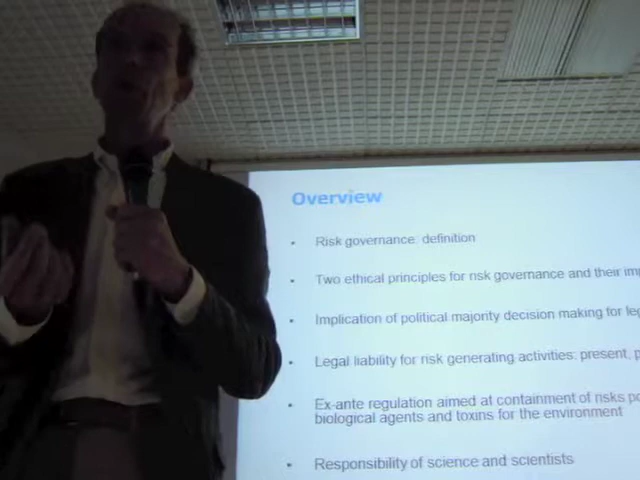 Overview
• Risk governance: definition
• Two ethical principles for risk governance and their im
• Implication of political majority decision making for le
• Legal liability for risk generating activities: present, p
• Ex-ante regulation aimed at containment of risks po
biological agents and toxins for the environment
• Responsibility of science and scientists